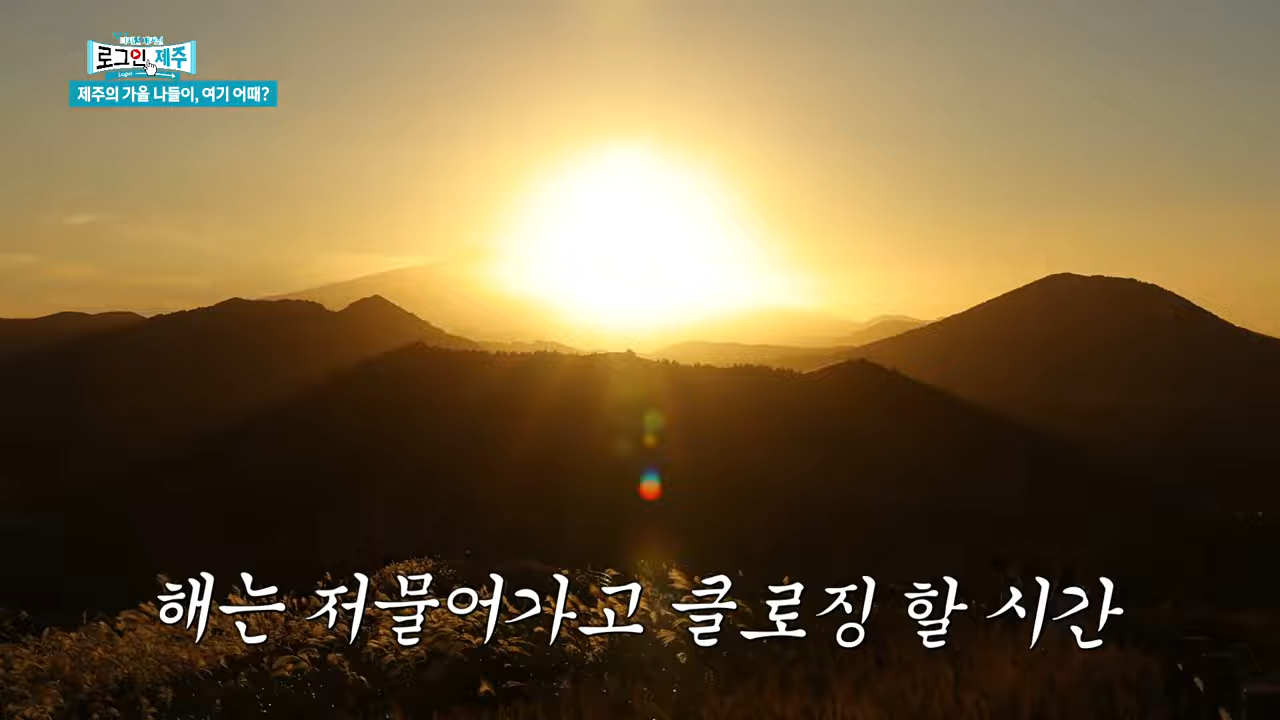 로그인 제주
Login
제주의 가을 나들이, 여기 어때?
해는 저물어가고 클로징 할 시간